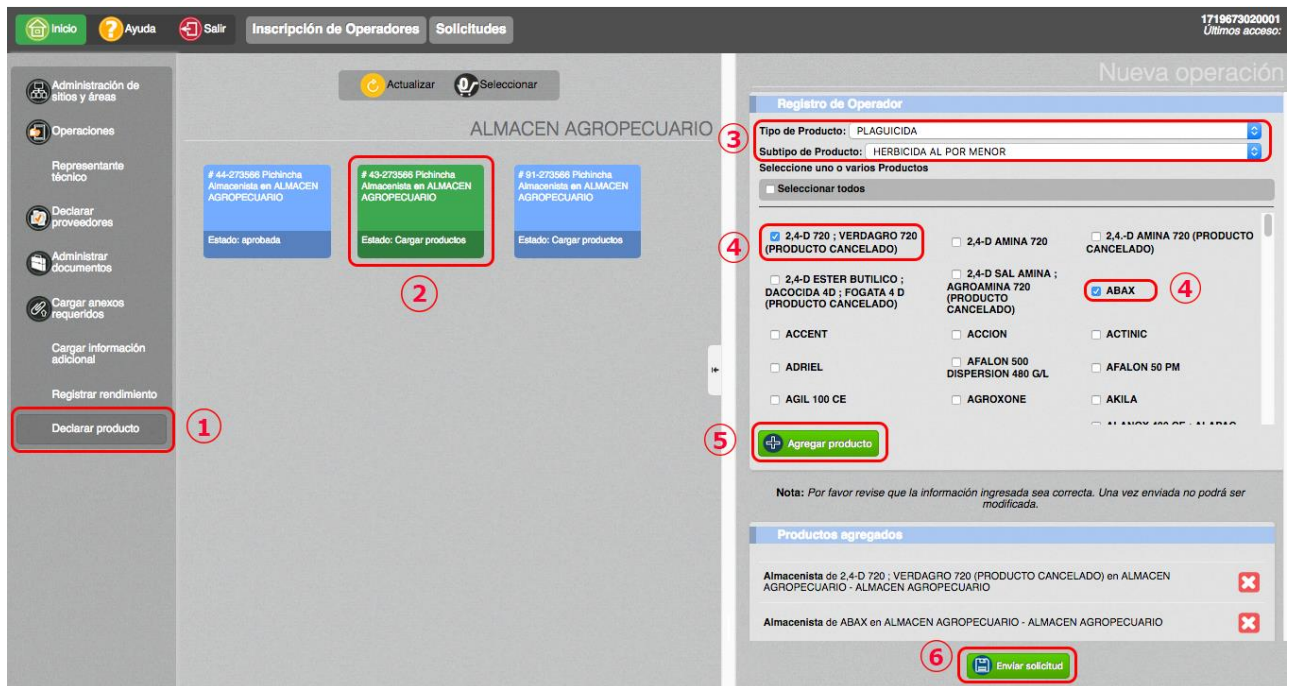 Inicio
Ayuda
Salir
Inscripción de Operadores
Solicitudes
1719673020001
Últimos acceso:
Administración de
sitios y áreas
Operaciones
Representante
técnico
Declarar
proveedores
Administrar
documentos
Cargar anexos
requeridos
Cargar información
adicional
Registrar rendimiento
Declarar producto
1
Actualizar
Seleccionar
ALMACEN AGROPECUARIO
# 44-273566 Pichincha
Almacenista en ALMACEN
AGROPECUARIO
Estado: aprobada
# 43-273566 Pichincha
Almacenista en ALMACEN
AGROPECUARIO
Estado: Cargar productos
# 91-273566 Pichincha
Almacenista en ALMACEN
AGROPECUARIO
Estado: Cargar productos
2
Nueva operación
Registro de Operador
3
Tipo de Producto: PLAGUICIDA
Subtipo de Producto: HERBICIDA AL POR MENOR
Seleccione uno o varios Productos
Seleccionar todos
4
2,4-D 720 ; VERDAGRO 720
(PRODUCTO CANCELADO)
2,4-D AMINA 720
2,4.-D AMINA 720 (PRODUCTO
CANCELADO)
2,4-D ESTER BUTILICO ;
DACOCIDA 4D ; FOGATA 4 D
(PRODUCTO CANCELADO)
2,4-D SAL AMINA ;
AGROAMINA 720
(PRODUCTO
CANCELADO)
ABAX
4
ACCENT
ACCION
ACTINIC
ADRIEL
AFALON 500
DISPERSION 480 G/L
AFALON 50 PM
AGIL 100 CE
AGROXONE
AKILA
5
Agregar producto
Nota: Por favor revise que la información ingresada sea correcta. Una vez enviada no podrá ser
modificada.
Productos agregados
Almacenista de 2,4-D 720 ; VERDAGRO 720 (PRODUCTO CANCELADO) en ALMACEN
AGROPECUARIO - ALMACEN AGROPECUARIO
Almacenista de ABAX en ALMACEN AGROPECUARIO - ALMACEN AGROPECUARIO
6
Enviar solicitud